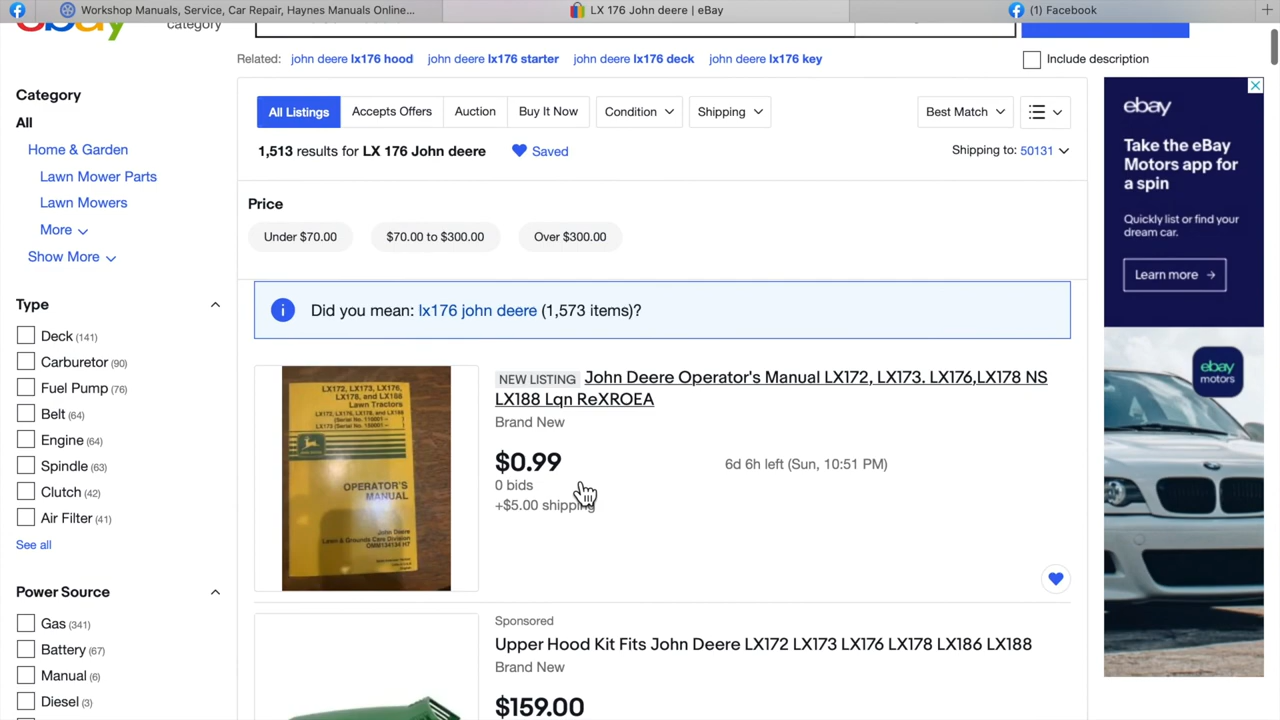 Workshop Manuals, Service, Car Repair, Haynes Manuals Online...
LX 176 John deere | eBay
(1) Facebook
ebay
category
Related: john deere lx176 hood john deere lx176 starter john deere lx176 deck john deere lx176 key
Include description
Category
All
Home & Garden
Lawn Mower Parts
Lawn Mowers
More
Show More
Type
Deck (141)
Carburetor (90)
Fuel Pump (76)
Belt (64)
Engine (64)
Spindle (63)
Clutch (42)
Air Filter (41)
See all
Power Source
Gas (341)
Battery (67)
Manual (6)
Diesel (3)
All Listings
Accepts Offers
Auction
Buy It Now
Condition
Shipping
Best Match
1,513 results for LX 176 John deere
Saved
Shipping to: 50131
Price
Under $70.00
$70.00 to $300.00
Over $300.00
Did you mean: lx176 john deere (1,573 items)?
LX172, LX173, LX176,
LX178, and LX188
Lawn Tractors
OPERATOR'S
MANUAL
John Deere
Lawn & Grounds Care Division
OMM134134 H7
NEW LISTING John Deere Operator's Manual LX172, LX173. LX176,LX178 NS
LX188 Lqn ReXROEA
Brand New
$0.99
0 bids
+$5.00 shipping
6d 6h left (Sun, 10:51 PM)
Sponsored
Upper Hood Kit Fits John Deere LX172 LX173 LX176 LX178 LX186 LX188
Brand New
$159.00
ebay
Take the eBay
Motors app for
a spin
Quickly list or find your
dream car.
Learn more →
ebay
motors